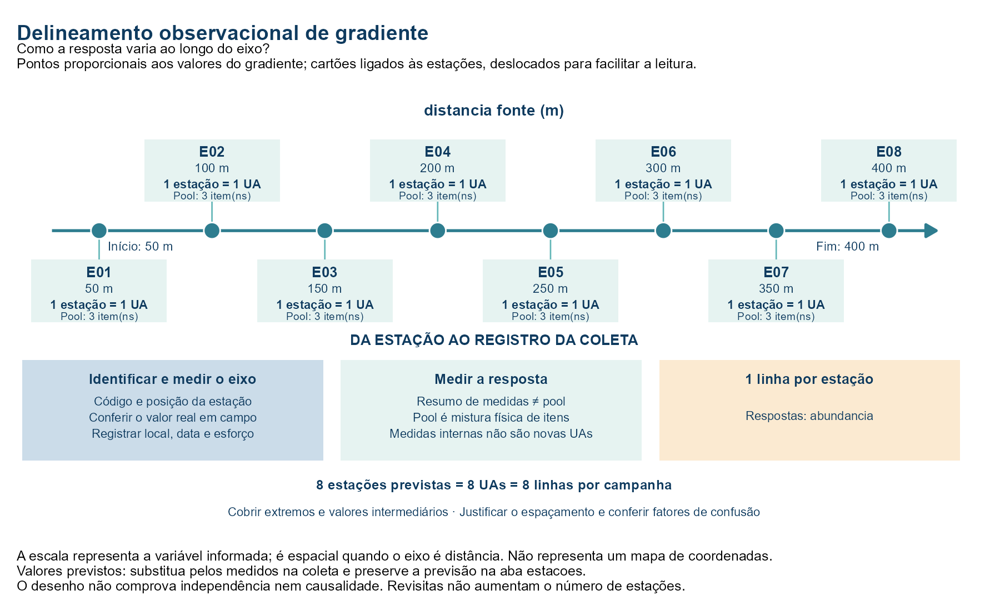 Delineamento observacional de gradiente
Como a resposta varia ao longo do eixo?
Pontos proporcionais aos valores do gradiente; cartões ligados às estações, deslocados para facilitar a leitura.
distancia fonte (m)
E02
100 m
1 estação = 1 UA
Pool: 3 item(ns)
E04
200 m
1 estação = 1 UA
Pool: 3 item(ns)
E06
300 m
1 estação = 1 UA
Pool: 3 item(ns)
E08
400 m
1 estação = 1 UA
Pool: 3 item(ns)
Início: 50 m
Fim: 400 m
E01
50 m
1 estação = 1 UA
Pool: 3 item(ns)
E03
150 m
1 estação = 1 UA
Pool: 3 item(ns)
E05
250 m
1 estação = 1 UA
Pool: 3 item(ns)
E07
350 m
1 estação = 1 UA
Pool: 3 item(ns)
DA ESTAÇÃO AO REGISTRO DA COLETA
Identificar e medir o eixo
Código e posição da estação
Conferir o valor real em campo
Registrar local, data e esforço
Medir a resposta
Resumo de medidas ≠ pool
Pool é mistura física de itens
Medidas internas não são novas UAs
1 linha por estação
Respostas: abundancia
8 estações previstas = 8 UAs = 8 linhas por campanha
Cobrir extremos e valores intermediários · Justificar o espaçamento e conferir fatores de confusão
A escala representa a variável informada; é espacial quando o eixo é distância. Não representa um mapa de coordenadas.
Valores previstos: substitua pelos medidos na coleta e preserve a previsão na aba estacoes.
O desenho não comprova independência nem causalidade. Revisitas não aumentam o número de estações.